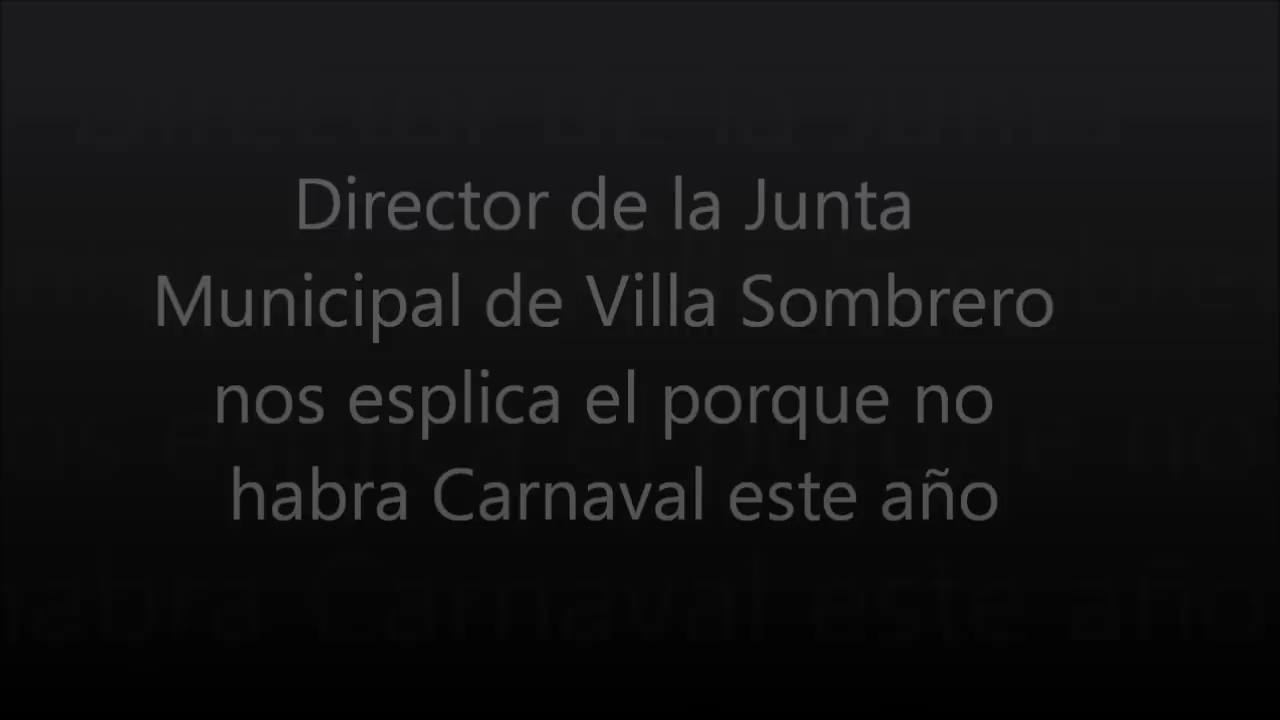 Director de la Junta
Municipal de Villa Sombrero
nos esplica el porque no
habra Carnaval este año